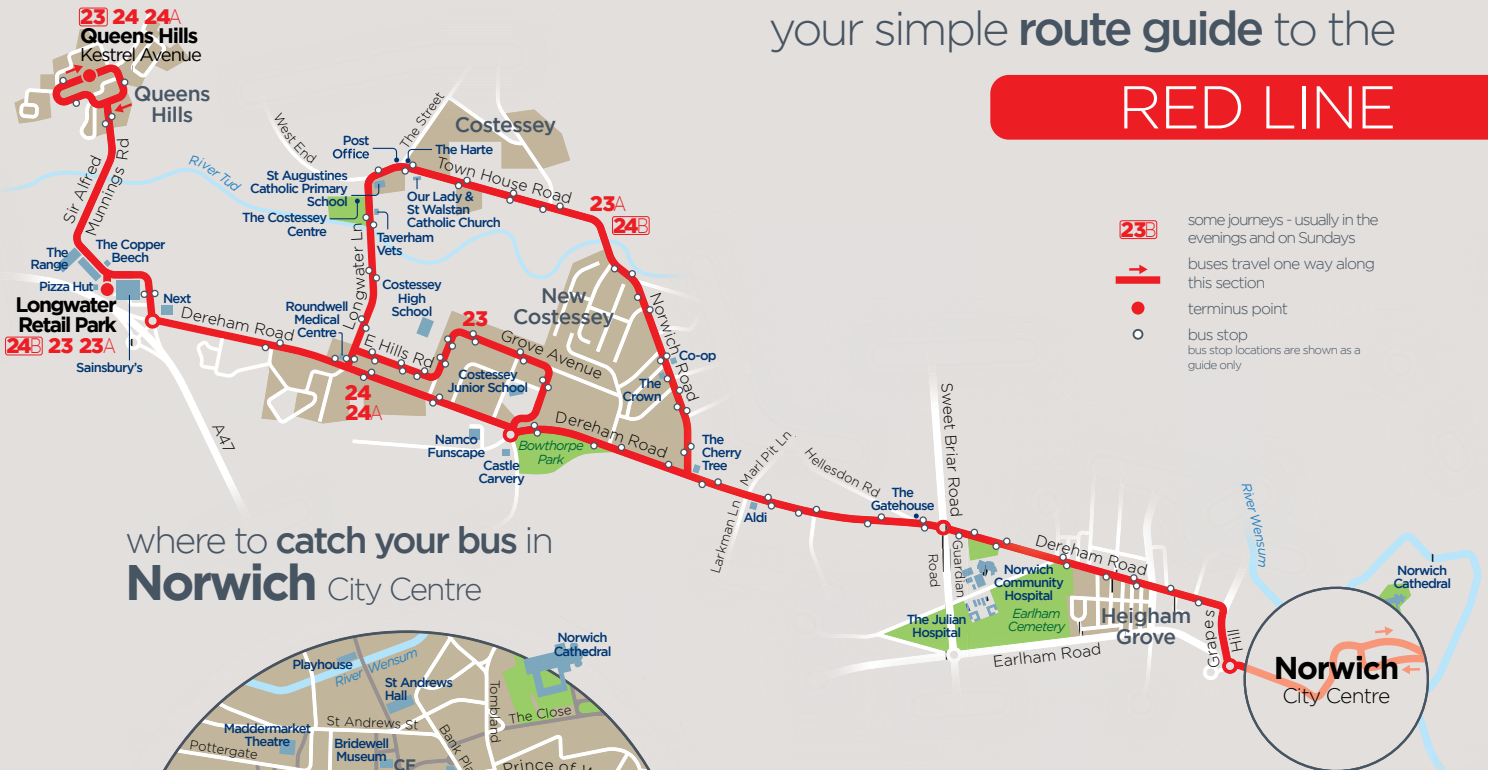 your simple route guide to the
RED LINE
23 24 24A
Queens Hills
Kestrel Avenue
Queens
Hills
Sir Alfred
Munnings Rd
River Tud
West End
The Street
Costessey
Post
Office
The Harte
Town House Road
St Augustines
Catholic Primary
School
Our Lady &
St Walstan
Catholic Church
The Costessey
Centre
Taverham
Vets
23A
24B
The
Range
The Copper
Beech
Pizza Hut
Longwater
Retail Park
24B 23 23A
Sainsbury's
Next
Dereham Road
A47
Roundwell
Medical
Centre
Longwater Ln
Costessey
High
School
E Hills Rd
23
Grove Avenue
New
Costessey
Costessey
Junior School
24
24A
Norwich Road
Co-op
The
Crown
The
Cherry
Tree
Namco
Funscape
Castle
Carvery
Bowthorpe
Park
Dereham Road
Larkman Ln
Marl Pit Ln
Aldi
Hellesdon Rd
The
Gatehouse
Sweet Briar Road
Guardian
Road
Dereham Road
Norwich
Community
Hospital
The Julian
Hospital
Earlham
Cemetery
Earlham Road
Heigham
Grove
Grapes
Hill
River Wensum
Norwich
Cathedral
Norwich
City Centre
23B
some journeys - usually in the
evenings and on Sundays
buses travel one way along
this section
terminus point
bus stop
bus stop locations are shown as a
guide only
where to catch your bus in
Norwich City Centre
Playhouse
River Wensum
St Andrews
Hall
Norwich
Cathedral
Tombland
The Close
Maddermarket
Theatre
St Andrews St
Pottergate
Bridewell
Museum
Bank Pla
CE
Prince of